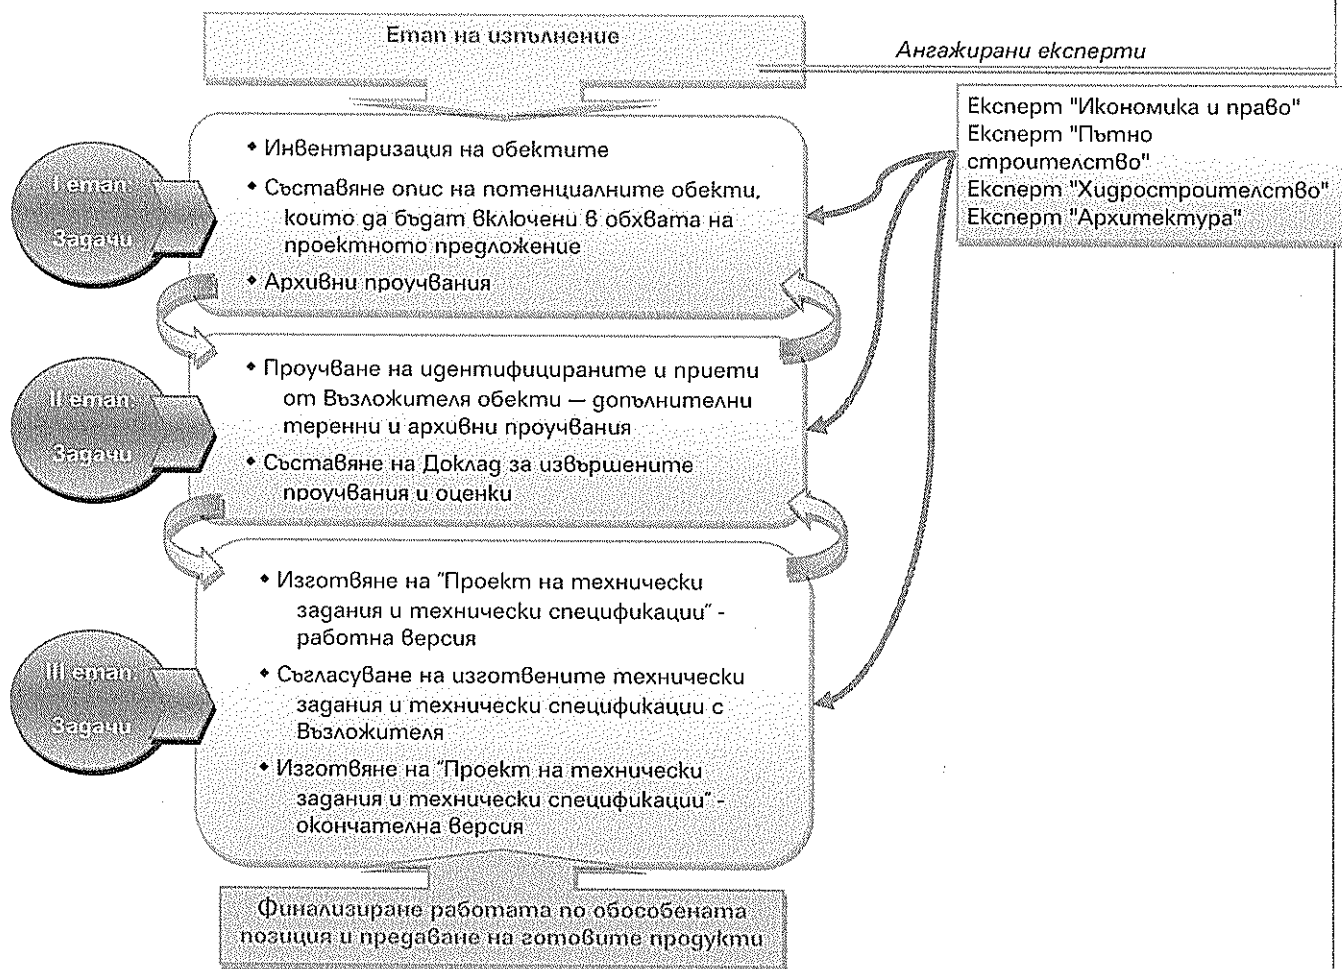 Етап на изпълнение
Ангажирани експерти
Експерт "Икономика и право"
Експерт "Пътно
строителство"
Експерт "Хидростроителство"
Експерт "Архитектура"
I етап.
Задачи
• Инвентаризация на обектите
• Съставяне опис на потенциалните обекти,
които да бъдат включени в обхвата на
проектното предложение
• Архивни проучвания
II етап.
Задачи
• Проучване на идентифицираните и приети
от Възложителя обекти — допълнителни
теренни и архивни проучвания
• Съставяне на Доклад за извършените
проучвания и оценки
III етап.
Задачи
• Изготвяне на "Проект на технически
задания и технически спецификации" -
работна версия
• Съгласуване на изготвените технически
задания и технически спецификации с
Възложителя
• Изготвяне на "Проект на технически
задания и технически спецификации" -
окончателна версия
Финализиране работата по обособената
позиция и предаване на готовите продукти